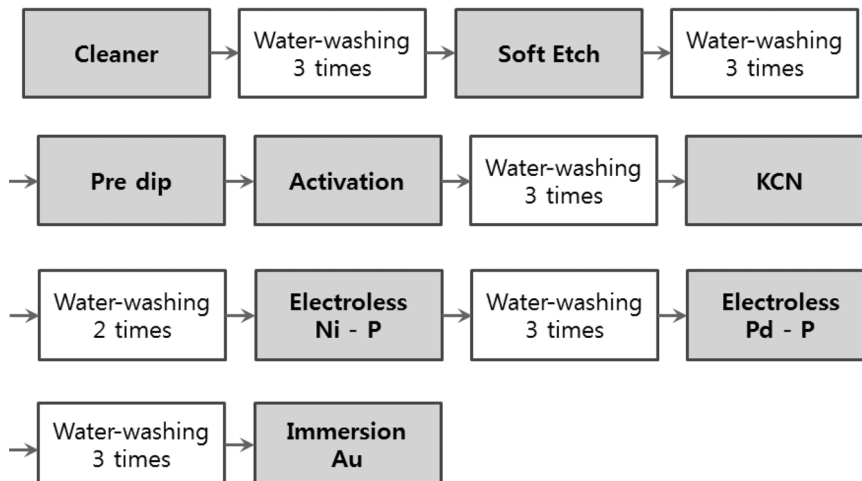 Cleaner
Water-washing
3 times
Soft Etch
Water-washing
3 times
Pre dip
Activation
Water-washing
3 times
KCN
Water-washing
2 times
Electroless
Ni - P
Water-washing
3 times
Electroless
Pd - P
Water-washing
3 times
Immersion
Au